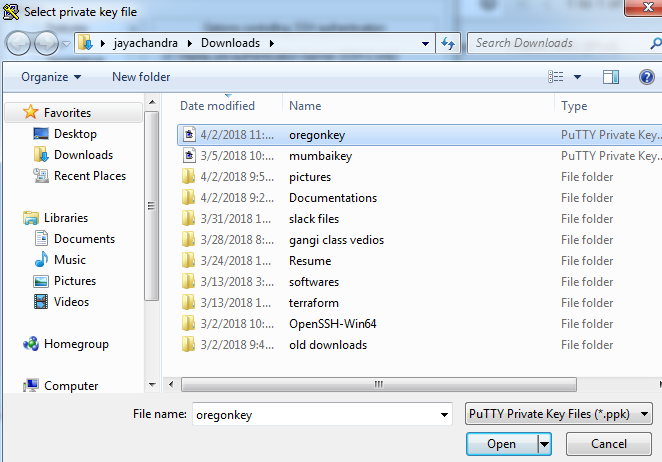 Select private key file
jayachandra Downloads Search Downloads
Organize New folder
Favorites
Desktop
Downloads
Recent Places
Libraries
Documents
Music
Pictures
Videos
Homegroup
Computer
Date modified Name Type
4/2/2018 11:... oregonkey PuTTY Private Key...
3/5/2018 10:... mumbaikey PuTTY Private Key...
4/2/2018 9:5... pictures File folder
4/2/2018 9:2... Documentations File folder
3/31/2018 1... slack files File folder
3/28/2018 8:... gangi class vedios File folder
3/24/2018 1... Resume File folder
3/13/2018 3:... softwares File folder
3/13/2018 1... terraform File folder
3/2/2018 10:... OpenSSH-Win64 File folder
3/2/2018 9:4... old downloads File folder
File name: oregonkey PuTTY Private Key Files (*.ppk)
Open Cancel